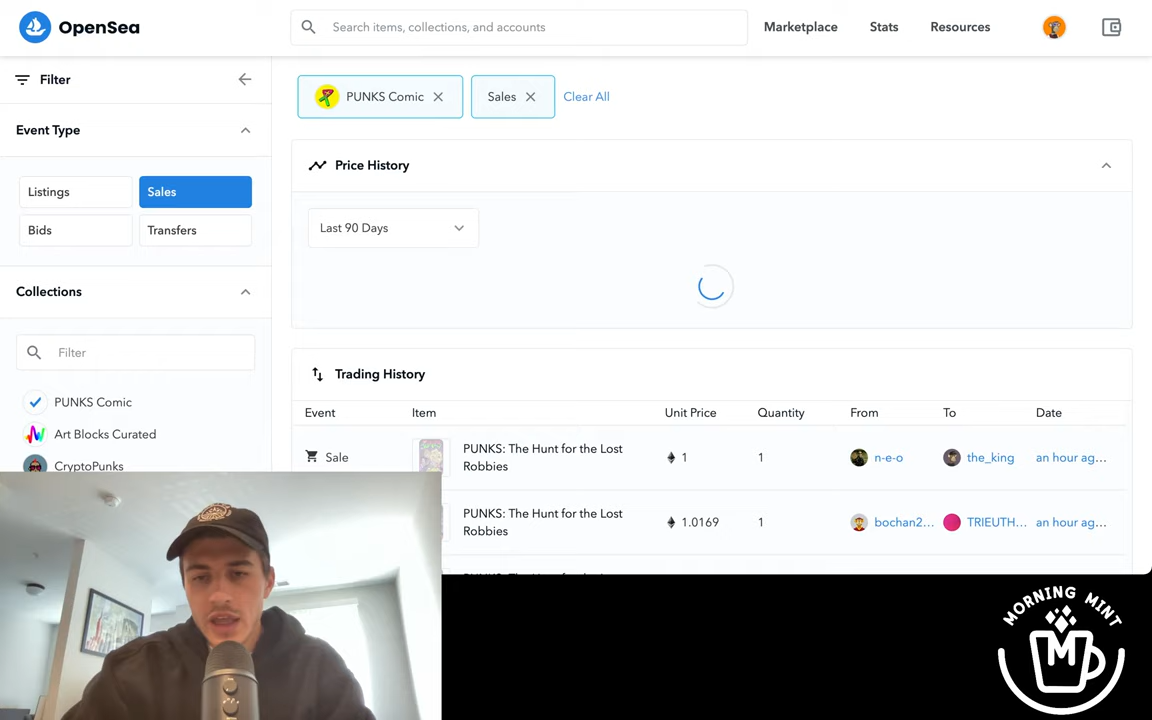 OpenSea
Search items, collections, and accounts
Marketplace
Stats
Resources
Filter
PUNKS Comic
Sales
Clear All
Event Type
Listings
Sales
Bids
Transfers
Collections
Filter
PUNKS Comic
Art Blocks Curated
CryptoPunks
Price History
Last 90 Days
Trading History
Event
Item
Unit Price
Quantity
From
To
Date
Sale
PUNKS: The Hunt for the Lost
Robbies
1
1
n-e-o
the_king
an hour ag...
PUNKS: The Hunt for the Lost
Robbies
1.0169
1
bochan2...
TRIEUTH...
an hour ag...
MORNING MINT
M